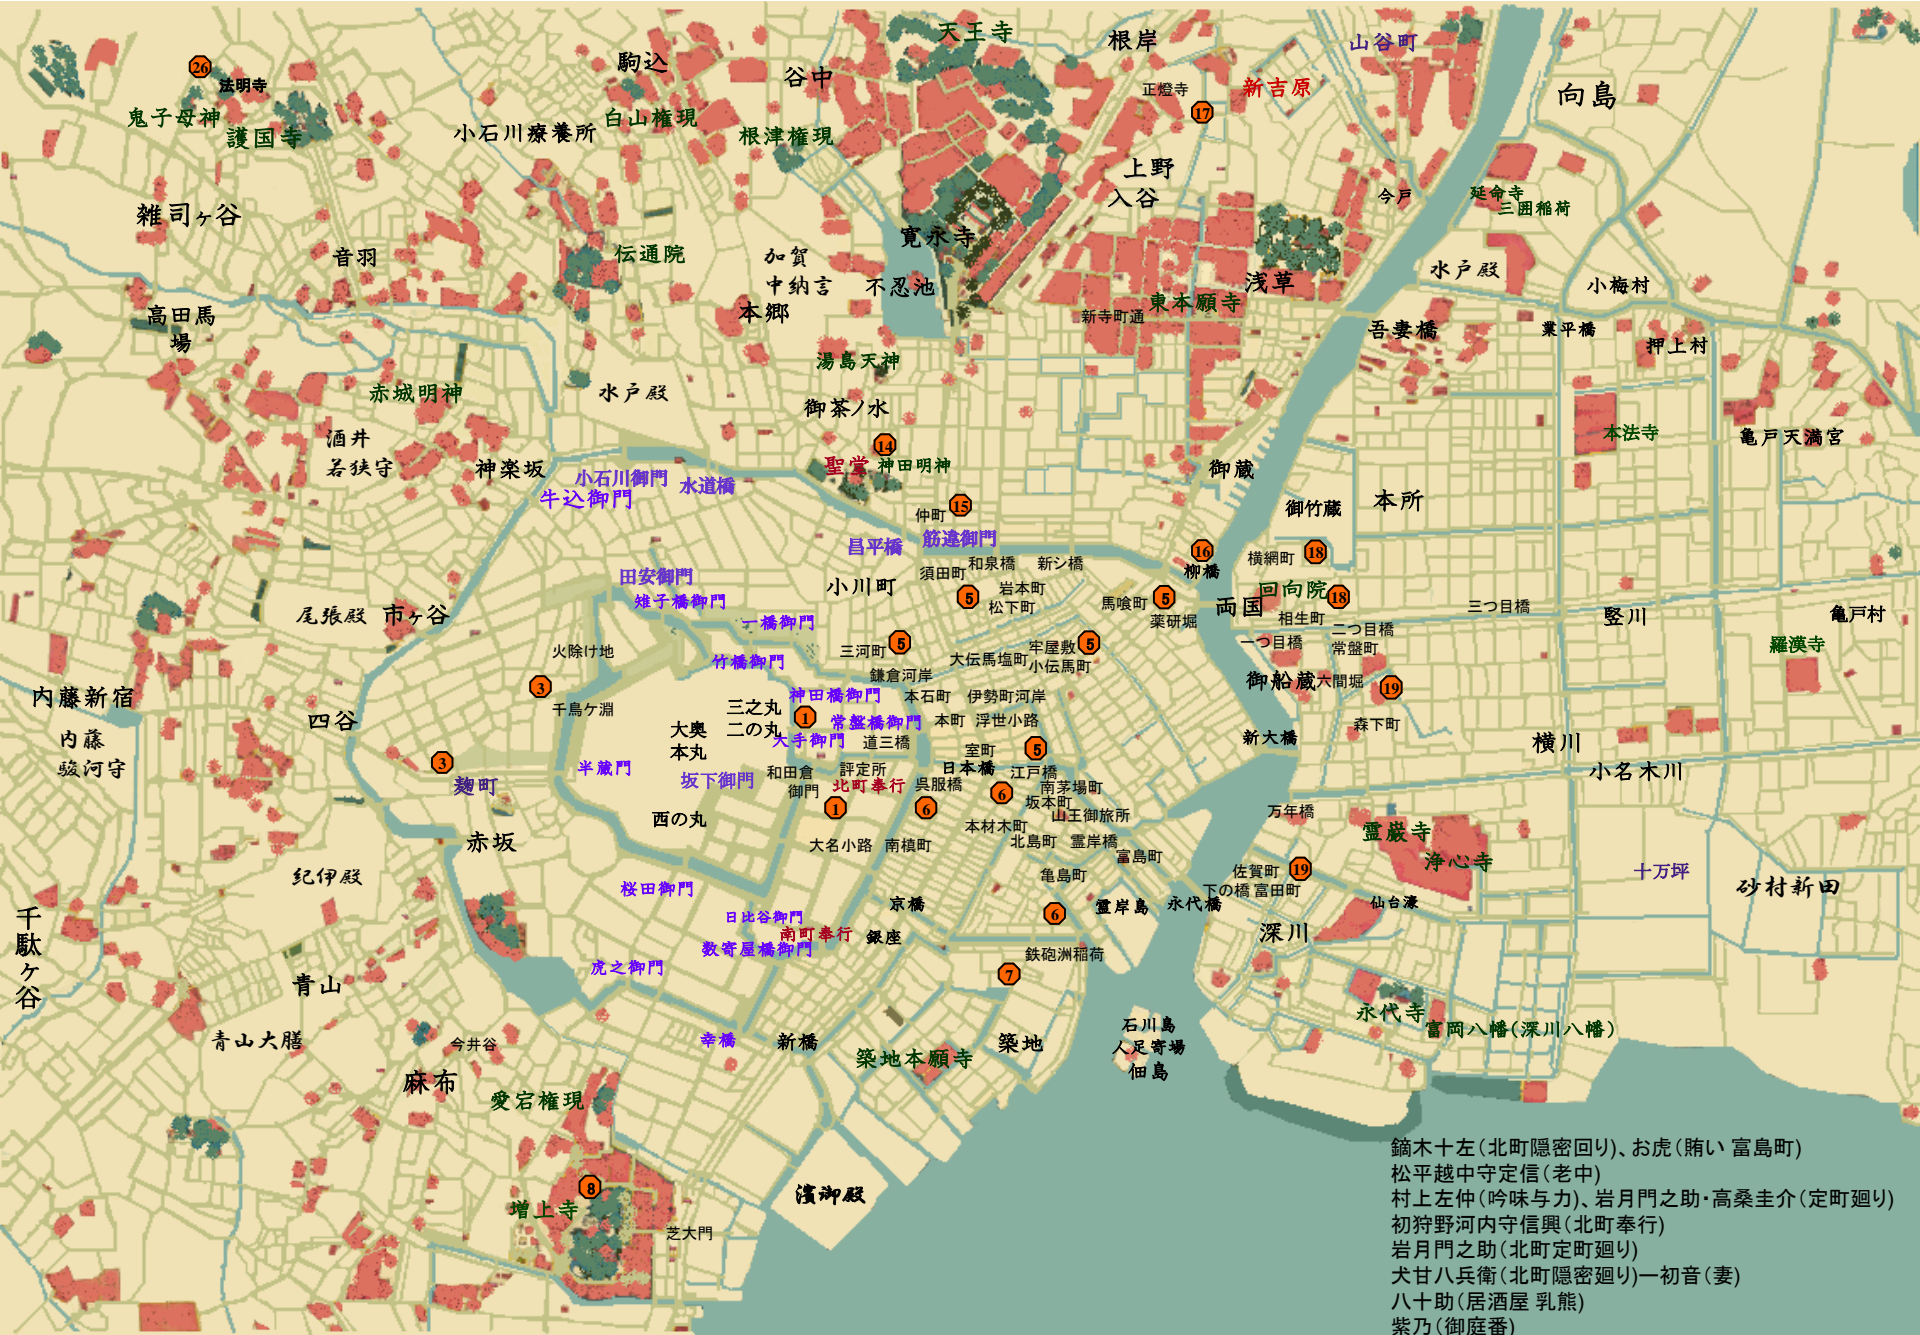 天王寺
根岸
山谷町
駒込
谷中
26
法明寺
正燈寺
新吉原
向島
鬼子母神
護国寺
小石川療養所
白山権現
根津権現
17
上野
入谷
今戸
延命寺
三囲稲荷
雑司ヶ谷
音羽
伝通院
加賀
中納言
寛永寺
不忍池
浅草
水戸殿
小梅村
高田馬
場
本郷
新寺町通
東本願寺
吾妻橋
業平橋
押上村
湯島天神
赤城明神
水戸殿
御茶ノ水
酒井
若狭守
神楽坂
14
聖堂
神田明神
本法寺
亀戸天満宮
小石川御門
水道橋
牛込御門
御蔵
御竹蔵
本所
仲町
15
昌平橋
筋違御門
16
柳橋
横網町
18
田安御門
雉子橋御門
小川町
須田町
和泉橋
新シ橋
5
岩本町
松下町
馬喰町
5
薬研堀
両国
回向院
18
相生町
三つ目橋
竪川
亀戸村
尾張殿
市ヶ谷
一橋御門
二つ目橋
一つ目橋
常盤町
羅漢寺
火除け地
竹橋御門
三河町
5
大伝馬塩町
牢屋敷
5
小伝馬町
鎌倉河岸
御船蔵
六間堀
19
内藤新宿
3
千鳥ケ淵
神田橋御門
本石町
伊勢町河岸
四谷
三之丸
二の丸
1
常盤橋御門
本町
浮世小路
森下町
大奥
本丸
大手御門
道三橋
新大橋
横川
内藤
駿河守
室町
5
3
麹町
半蔵門
坂下御門
和田倉
御門
評定所
北町奉行
日本橋
江戸橋
呉服橋
小名木川
1
6
6
南茅場町
坂本町
山王御旅所
万年橋
西の丸
本材木町
赤坂
大名小路
南槙町
北島町
霊岸橋
富島町
霊巌寺
浄心寺
紀伊殿
桜田御門
亀島町
佐賀町
19
下の橋
富田町
十万坪
砂村新田
千駄ヶ谷
日比谷御門
京橋
6
霊岸島
永代橋
仙台濠
南町奉行
銀座
深川
数寄屋橋御門
鉄砲洲稲荷
虎之御門
7
青山
永代寺
富岡八幡(深川八幡)
青山大膳
今井谷
幸橋
新橋
築地本願寺
築地
石川島
人足寄場
佃島
麻布
愛宕権現
8
増上寺
濱御殿
芝大門
鏑木十左(北町隠密回り)、お虎(賄い 富島町)
松平越中守定信(老中)
村上左仲(吟味与力)、岩月門之助・高桑圭介(定町廻り)
初狩野河内守信興(北町奉行)
岩月門之助(北町定町廻り)
犬甘八兵衛(北町隠密廻り)ー初音(妻)
八十助(居酒屋 乳熊)
紫乃(御庭番)